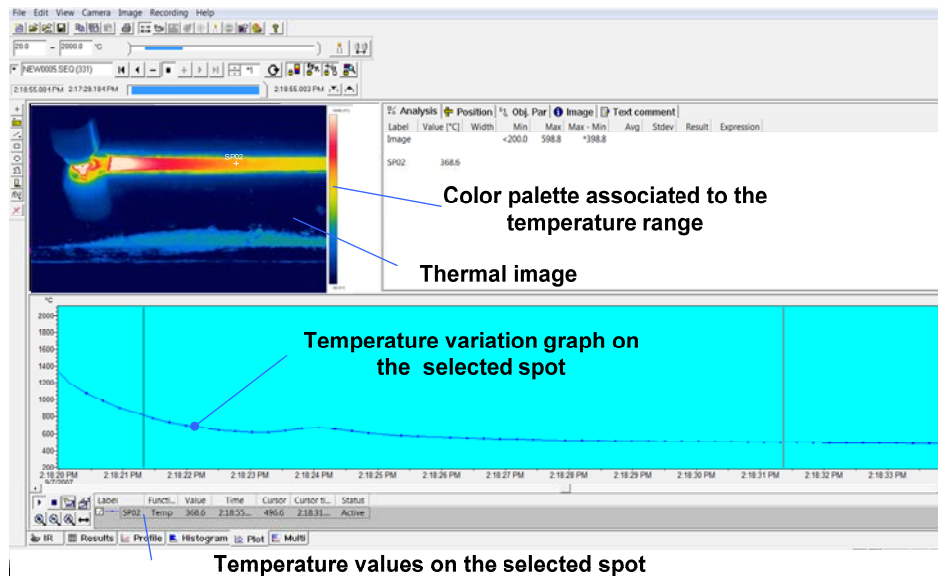 File Edit View Camera Image Recording Help
20.0 – 2000.0 °C
NEW0005.SEQ (331)
2:18:55.004 PM 2:17:29.184 PM 2:18:55.003 PM
Analysis Position Obj. Par Image Text comment
Label Value [°C] Width Min Max Max - Min Avg Stdev Result Expression
Image <200.0 598.8 *398.8
SP02 368.6
SP02
Color palette associated to the
temperature range
Thermal image
°C
2000
1800
1600
1400
1200
1000
800
600
400
200
Temperature variation graph on
the selected spot
2:18:20 PM 2:18:21 PM 2:18:22 PM 2:18:23 PM 2:18:24 PM 2:18:25 PM 2:18:26 PM 2:18:27 PM 2:18:28 PM 2:18:29 PM 2:18:30 PM 2:18:31 PM 2:18:32 PM 2:18:33 PM
9/7/2007
Label Functi... Value Time Cursor Cursor ti... Status
SP02 Temp 368.6 2:18:55... 496.6 2:18:31... Active
IR Results Profile Histogram Plot Multi
Temperature values on the selected spot